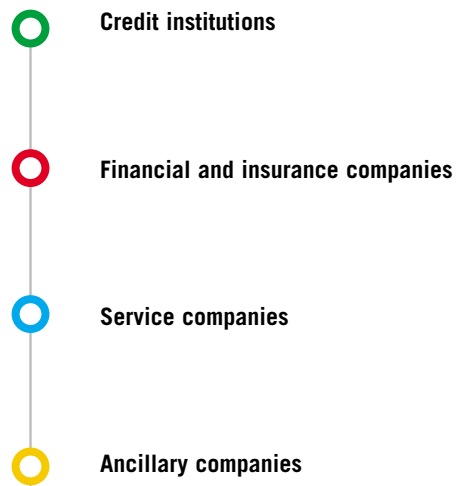 Credit institutions
Financial and insurance companies
Service companies
Ancillary companies